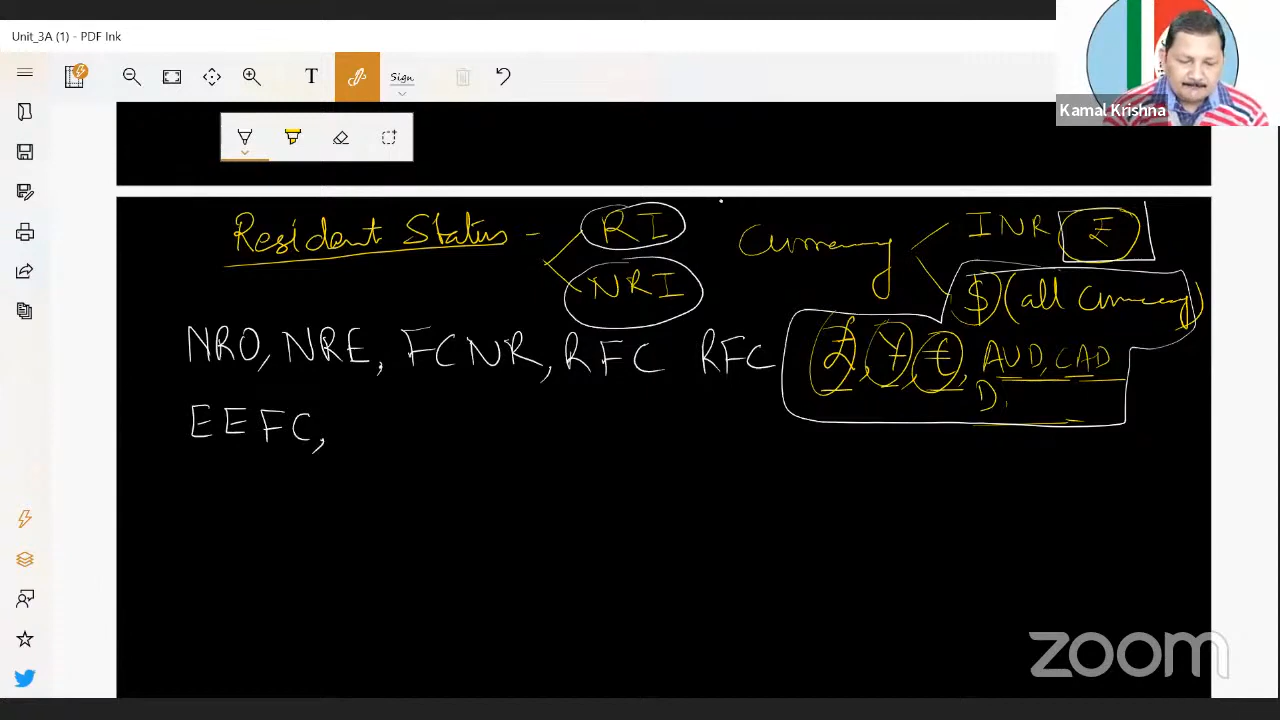 Unit_3A (1) - PDF Ink
T
Sign
Kamal Krishna
Resident Status - RI
NRI
Currency INR ₹
$ (all Currency)
NRO, NRE, FCNR, RFC RFC £, ¥, €, AUD, CAD
D.
EEFC,
zoom